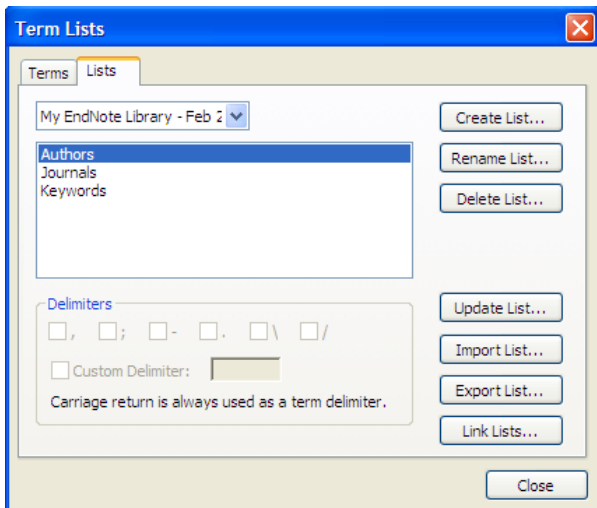 Term Lists
Terms Lists
My EndNote Library - Feb 2
Create List...
Authors
Journals
Keywords
Rename List...
Delete List...
Delimiters
, ; - . \ /
Custom Delimiter:
Carriage return is always used as a term delimiter.
Update List...
Import List...
Export List...
Link Lists...
Close